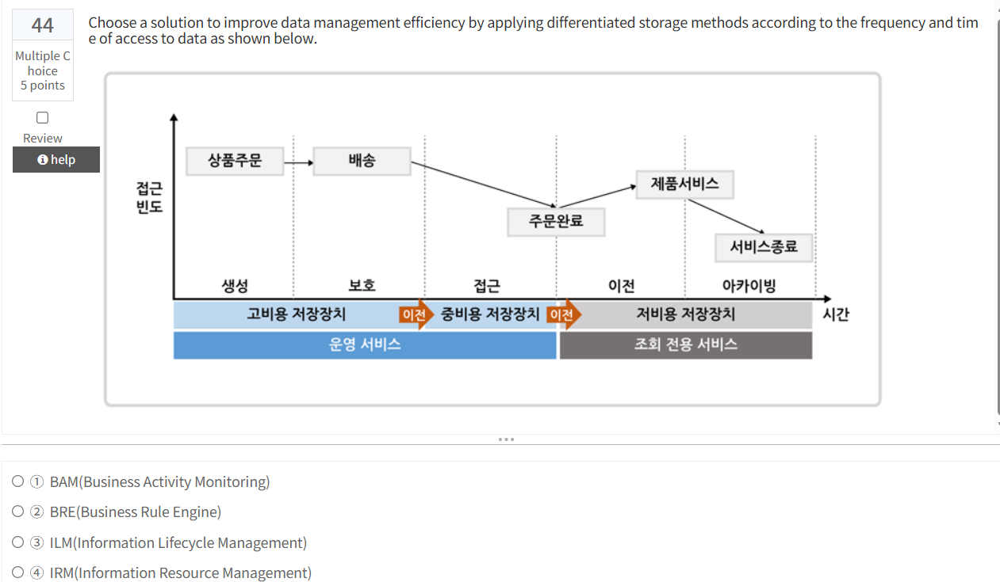 44
Multiple C
hoice
5 points
Review
help
Choose a solution to improve data management efficiency by applying differentiated storage methods according to the frequency and tim
e of access to data as shown below.
접근
빈도
상품주문
배송
주문완료
제품서비스
서비스종료
생성
보호
접근
이전
아카이빙
고비용 저장장치
이전
중비용 저장장치
이전
저비용 저장장치
시간
운영 서비스
조회 전용 서비스
① BAM(Business Activity Monitoring)
② BRE(Business Rule Engine)
③ ILM(Information Lifecycle Management)
④ IRM(Information Resource Management)